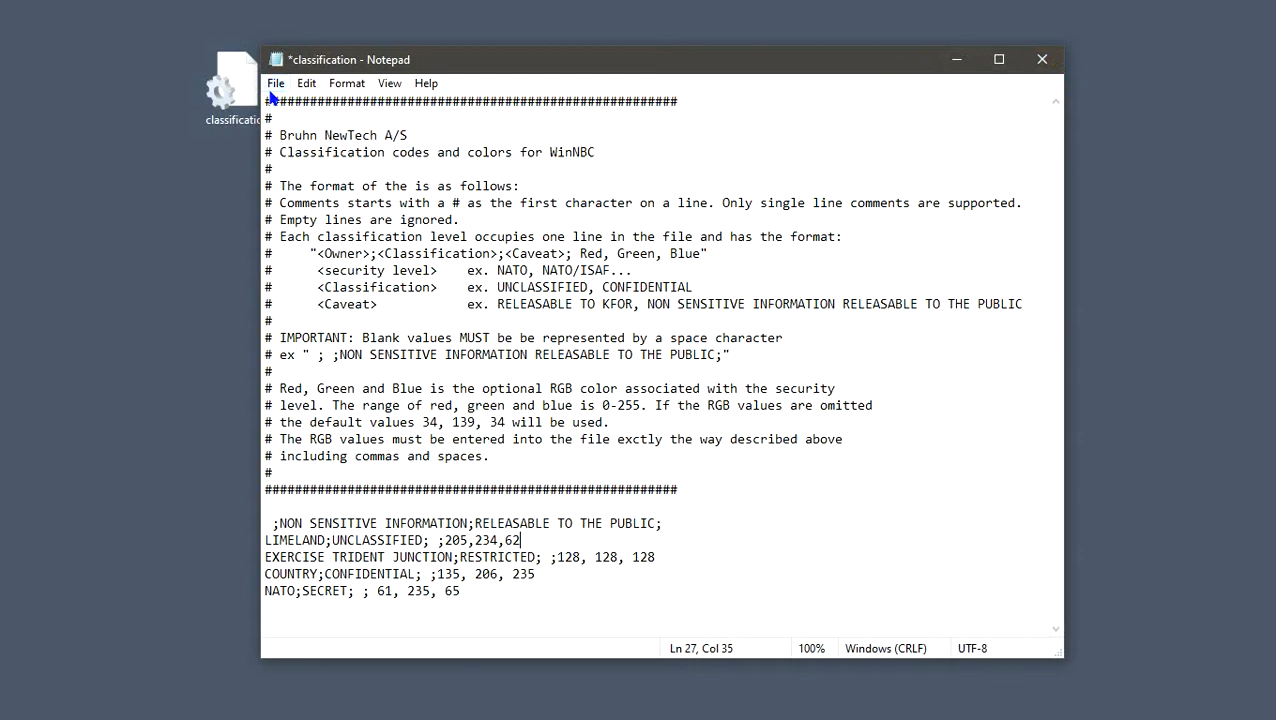 *classification - Notepad
File Edit Format View Help
classificatio
#######################################################
#
# Bruhn NewTech A/S
# Classification codes and colors for WinNBC
#
# The format of the is as follows:
# Comments starts with a # as the first character on a line. Only single line comments are supported.
# Empty lines are ignored.
# Each classification level occupies one line in the file and has the format:
#     "<Owner>;<Classification>;<Caveat>; Red, Green, Blue"
#      <security level>    ex. NATO, NATO/ISAF...
#      <Classification>    ex. UNCLASSIFIED, CONFIDENTIAL
#      <Caveat>            ex. RELEASABLE TO KFOR, NON SENSITIVE INFORMATION RELEASABLE TO THE PUBLIC
#
# IMPORTANT: Blank values MUST be be represented by a space character
# ex " ; ;NON SENSITIVE INFORMATION RELEASABLE TO THE PUBLIC;"
#
# Red, Green and Blue is the optional RGB color associated with the security
# level. The range of red, green and blue is 0-255. If the RGB values are omitted
# the default values 34, 139, 34 will be used.
# The RGB values must be entered into the file exctly the way described above
# including commas and spaces.
#
#######################################################
;NON SENSITIVE INFORMATION;RELEASABLE TO THE PUBLIC;
LIMELAND;UNCLASSIFIED; ;205,234,62
EXERCISE TRIDENT JUNCTION;RESTRICTED; ;128, 128, 128
COUNTRY;CONFIDENTIAL; ;135, 206, 235
NATO;SECRET; ; 61, 235, 65
Ln 27, Col 35 100% Windows (CRLF) UTF-8